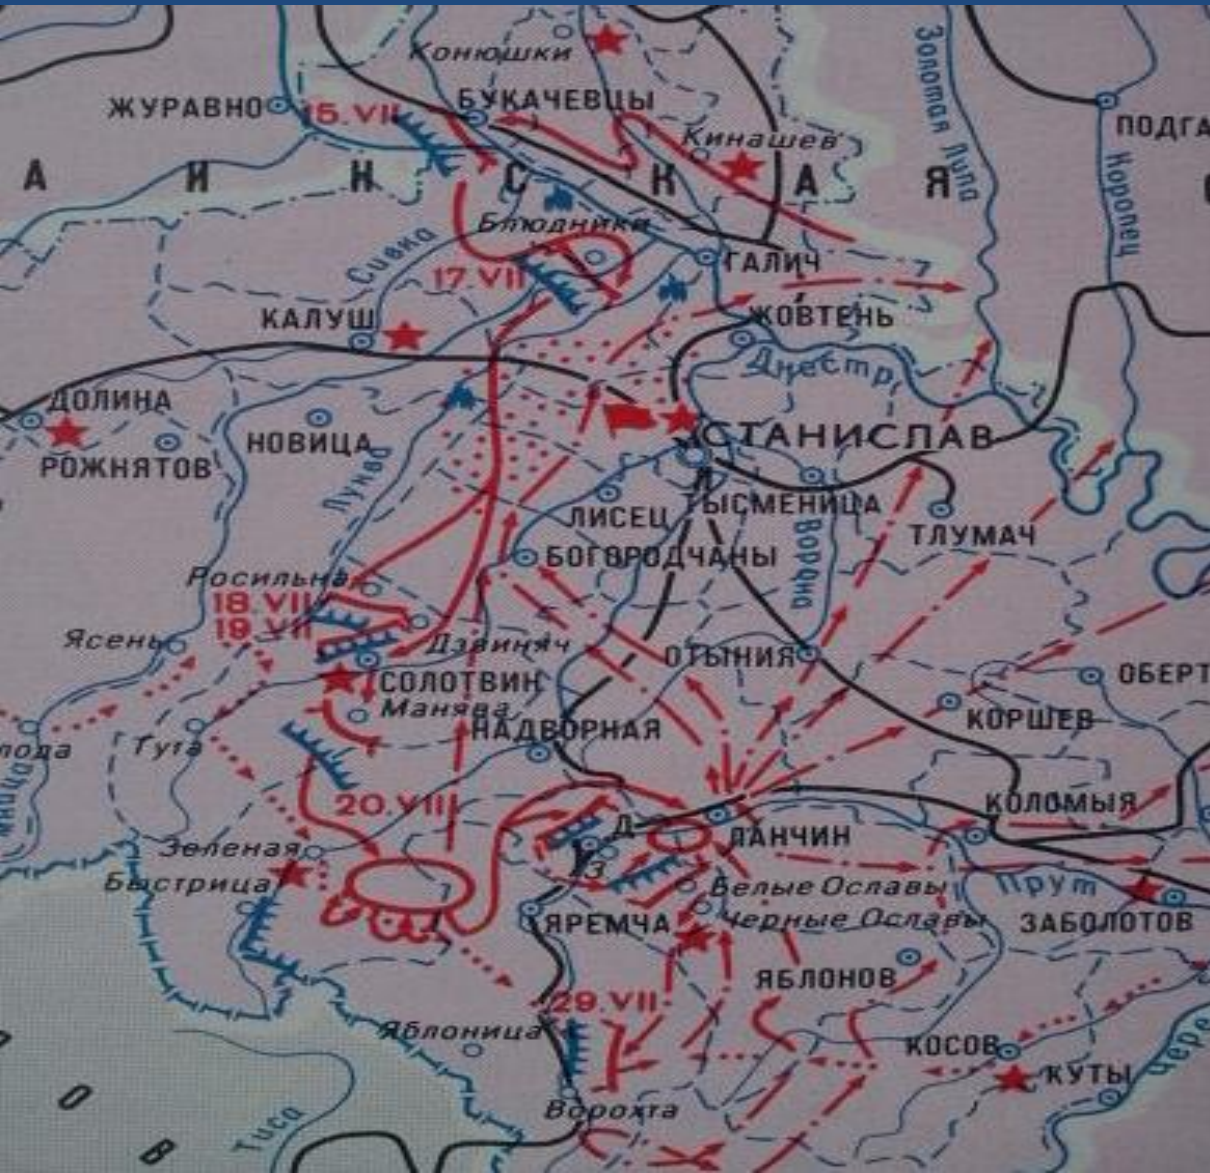 Конюшки
Золотая Липа
ЖУРАВНО
БУКАЧЕВЦЫ
15.VII
ПОДГА
Кинашев
А И Н С К А Я
Коропец
Блюдники
Сивка
ГАЛИЧ
17.VII
КАЛУШ
ЖОВТЕНЬ
Днестр
ДОЛИНА
НОВИЦА
СТАНИСЛАВ
РОЖНЯТОВ
Луква
ЛИСЕЦ
ТЫСМЕНИЦА
ТЛУМАЧ
БОГОРОДЧАНЫ
Ворона
Росильна
18.VII
19.VII
Ясень
Дзвиняч
ОТЫНИЯ
СОЛОТВИН
ОБЕРТ
Манява
КОРШЕВ
НАДВОРНАЯ
лода
Гута
20.VII
КОЛОМЫЯ
ЛАНЧИН
Зеленая
Быстрица
Белые Ославы
Прут
Черные Ославы
ЗАБОЛОТОВ
ЯРЕМЧА
ЯБЛОНОВ
29.VII
Яблоница
КОСОВ
КУТЫ
Чере
О
Ворохта
Тиса
В